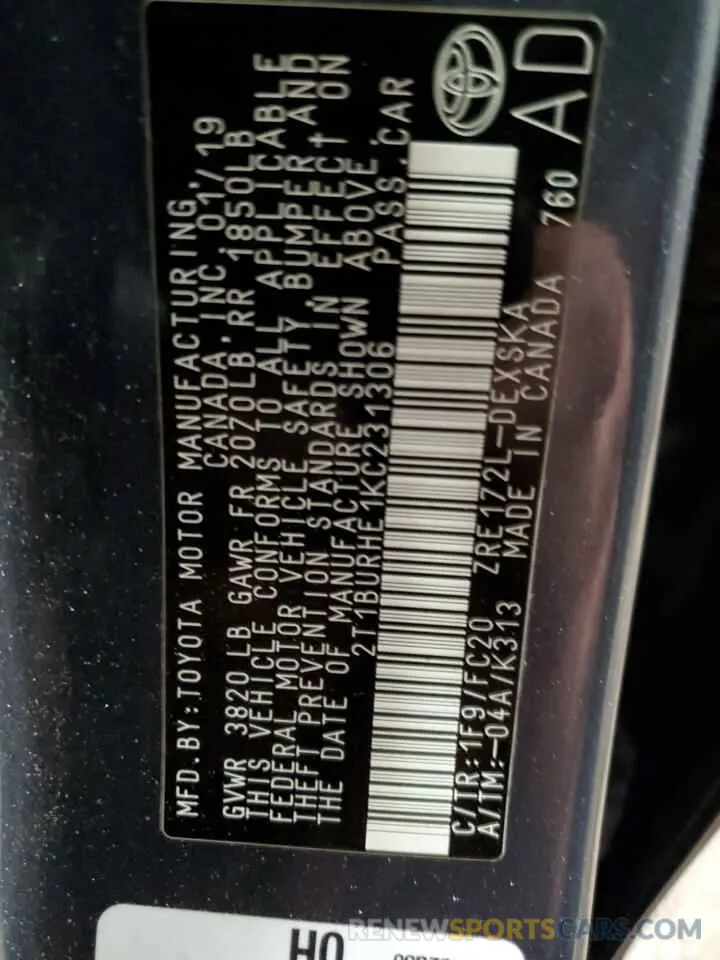 MFD.BY:TOYOTA MOTOR MANUFACTURING,
CANADA, INC. 01/19
GVWR 3820LB GAWR FR 2070LB RR 1850LB
THIS VEHICLE CONFORMS TO ALL APPLICABLE
FEDERAL MOTOR VEHICLE SAFETY, BUMPER AND
THEFT PREVENTION STANDARDS IN EFFECT ON
THE DATE OF MANUFACTURE SHOWN ABOVE.
2T1BURHE1KC231306 PASS.CAR
C/TR:1F9/FC20 ZRE172L-DEXSKA
A/TM:-04A/K313 MADE IN CANADA 760
AD
OH
RENEWSPORTSCARS.COM